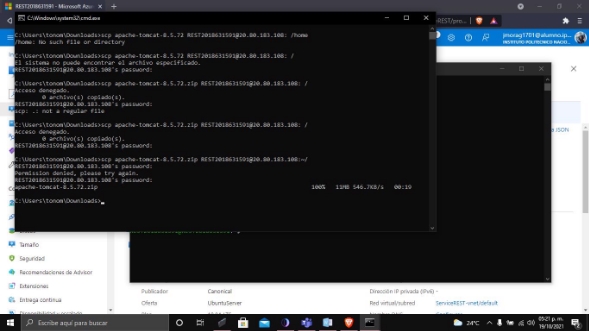 REST2018631591 - Microsoft Azu
C:\Windows\system32\cmd.exe
REST/pro...
jmorag1701@alumno.ip...
INSTITUTO POLITECNICO NACIO...
C:\Users\tonom\Downloads>scp apache-tomcat-8.5.72 REST2018631591@20.80.183.108: /home
/home: No such file or directory
C:\Users\tonom\Downloads>scp apache-tomcat-8.5.72 REST2018631591@20.80.183.108: /
El sistema no puede encontrar el archivo especificado.
REST2018631591@20.80.183.108's password:
C:\Users\tonom\Downloads>scp apache-tomcat-8.5.72.zip REST2018631591@20.80.183.108: /
Acceso denegado.
0 archivo(s) copiado(s).
REST2018631591@20.80.183.108's password:
scp: .: not a regular file
C:\Users\tonom\Downloads>scp apache-tomcat-8.5.72.zip REST2018631591@20.80.183.108: /
Acceso denegado.
0 archivo(s) copiado(s).
C:\Users\tonom\Downloads>scp apache-tomcat-8.5.72.zip REST2018631591@20.80.183.108:~/
REST2018631591@20.80.183.108's password:
Permission denied, please try again.
REST2018631591@20.80.183.108's password:
apache-tomcat-8.5.72.zip 100% 11MB 546.7KB/s 00:19
C:\Users\tonom\Downloads>
JSON
Tamaño
Seguridad
Recomendaciones de Advisor
Extensiones
Entrega continua
Publicador Canonical
Oferta UbuntuServer
Dirección IP privada (IPv6) -
Red virtual/subred ServiceREST-vnet/default
Escribe aquí para buscar
24°C
05:21 p. m.
19/10/2021